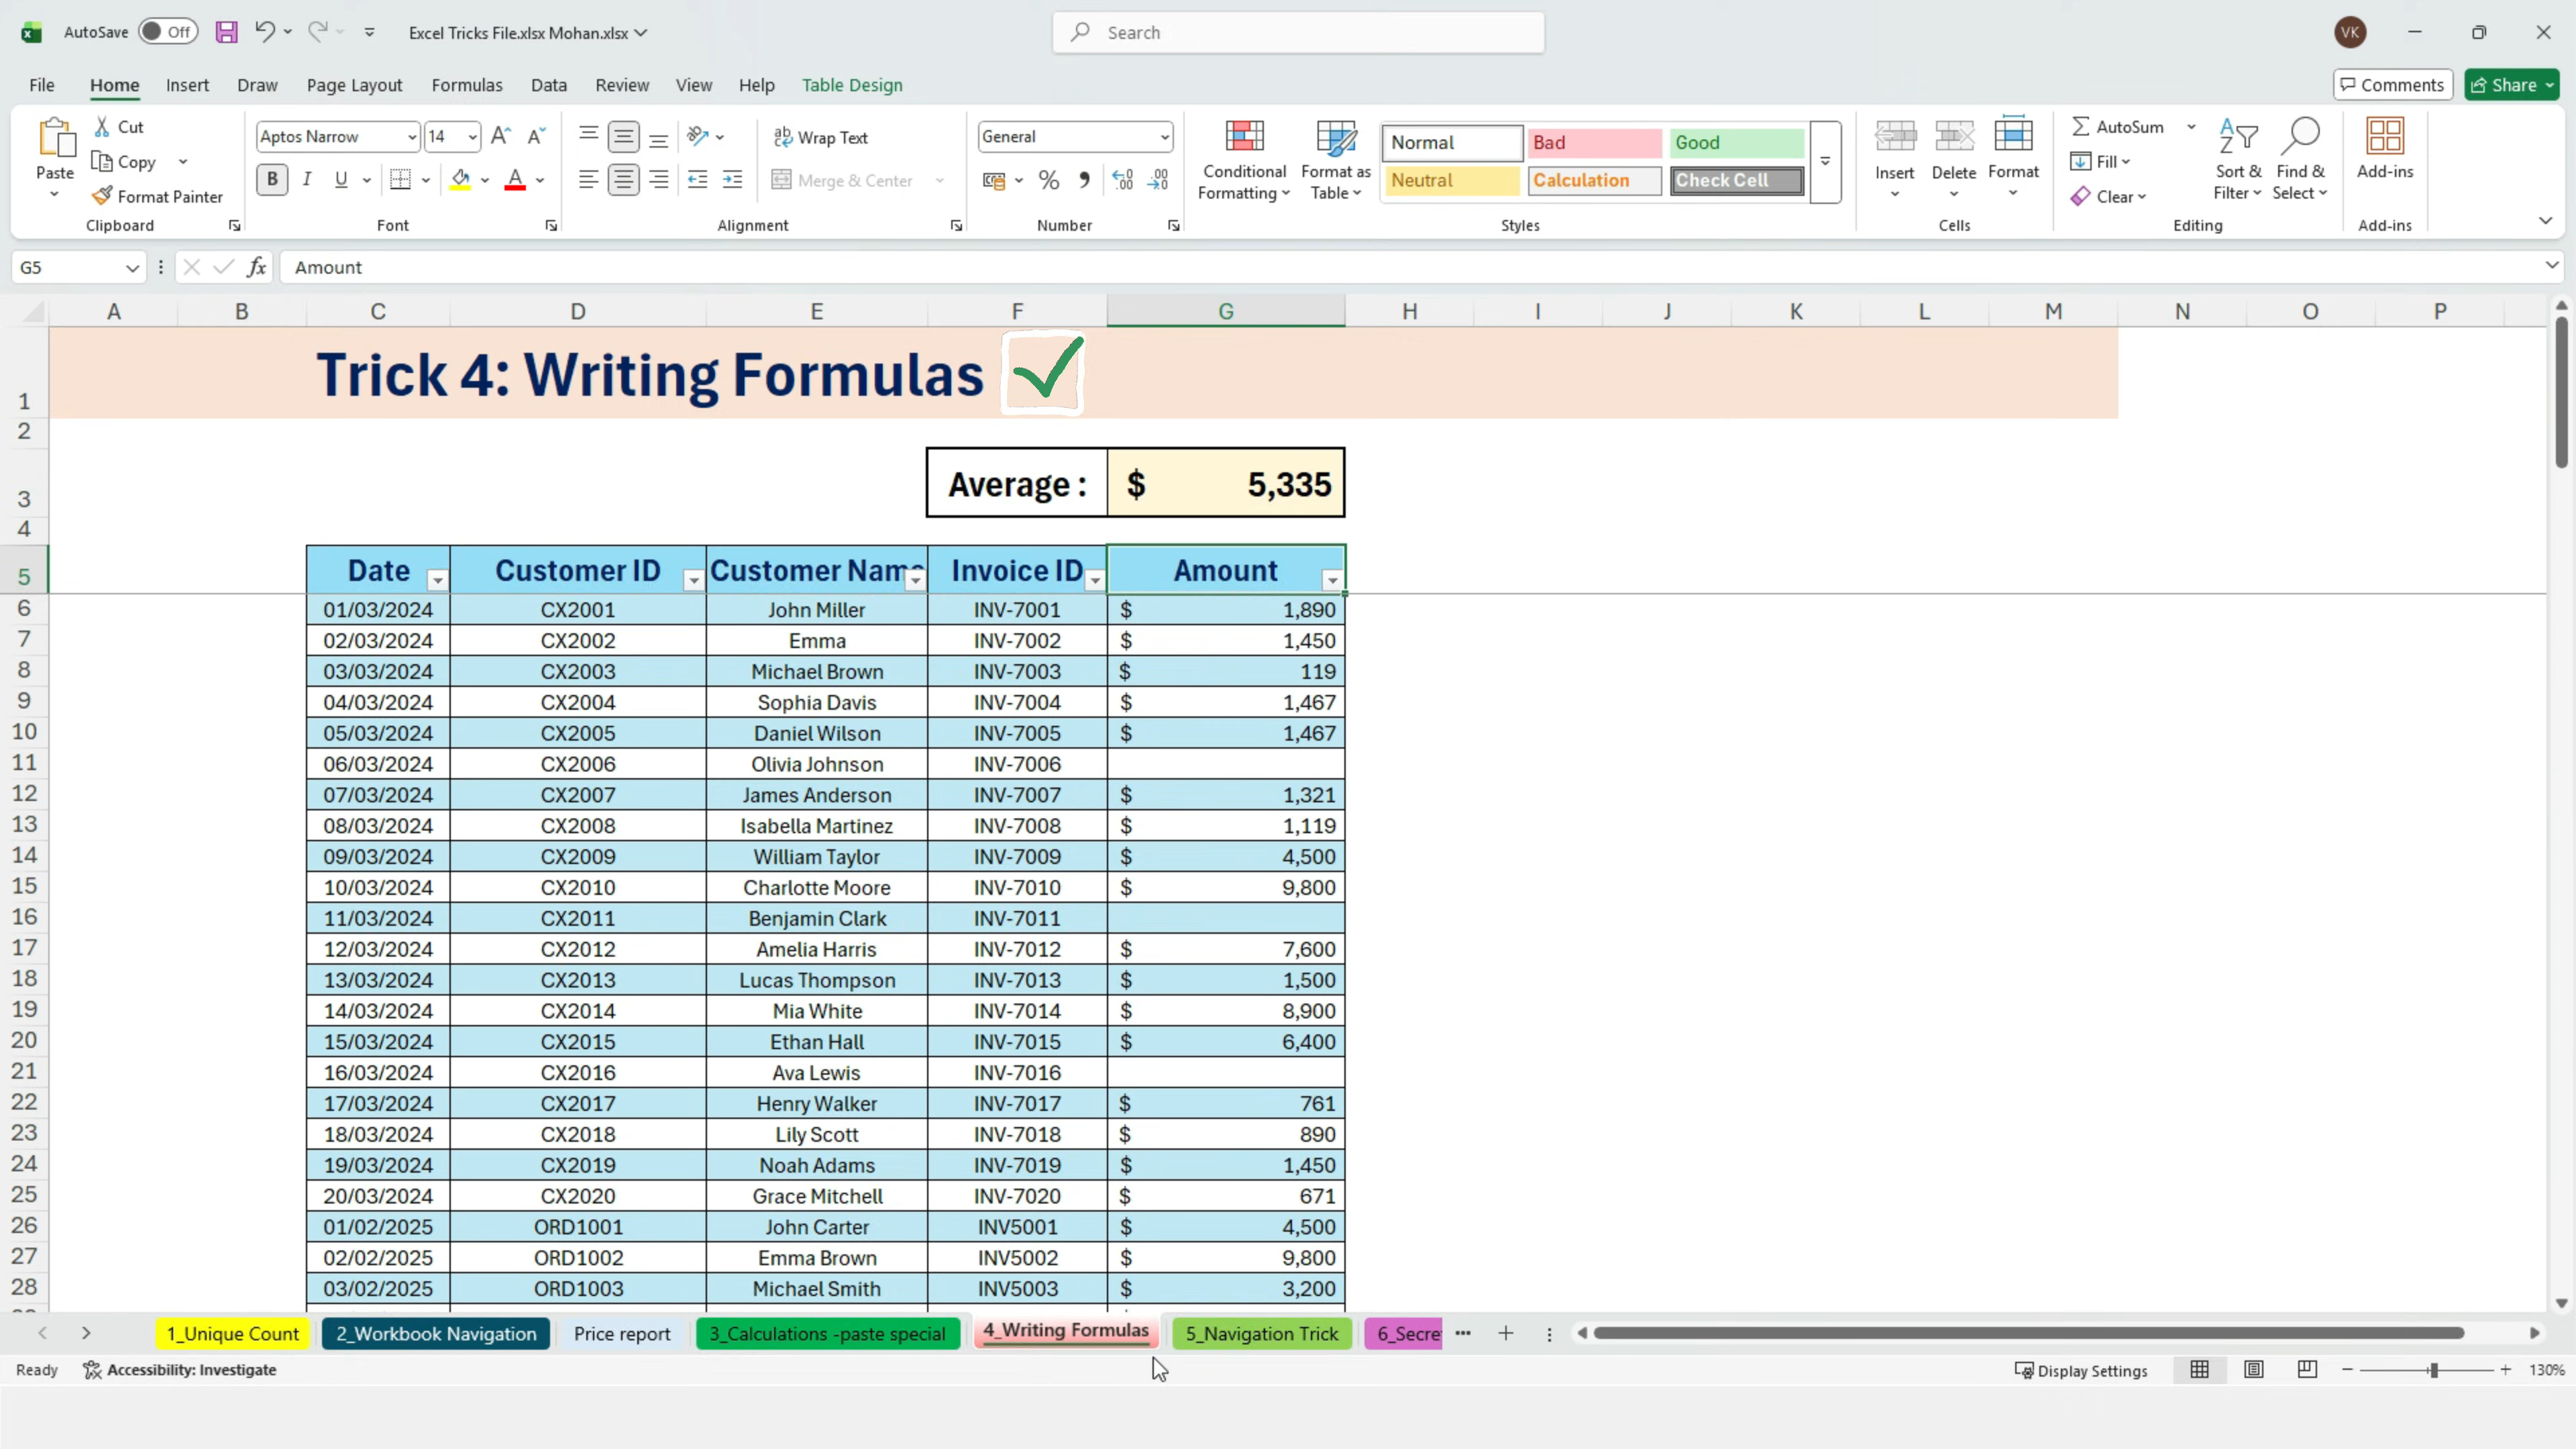 AutoSave Off Excel Tricks File.xlsx Mohan.xlsx Search VK
File Home Insert Draw Page Layout Formulas Data Review View Help Table Design Comments Share
Paste Cut Copy Format Painter Clipboard
Aptos Narrow 14 B I U A Font
Wrap Text Merge & Center Alignment
General % Number
Conditional Formatting Format as Table
Normal Bad Good
Neutral Calculation Check Cell
Styles
Insert Delete Format Cells
AutoSum Fill Clear Sort & Filter Find & Select Editing
Add-ins Add-ins
G5 fx Amount
A B C D E F G H I J K L M N O P
1 Trick 4: Writing Formulas
2
3 Average : $ 5,335
4
5 Date Customer ID Customer Name Invoice ID Amount
6 01/03/2024 CX2001 John Miller INV-7001 $ 1,890
7 02/03/2024 CX2002 Emma INV-7002 $ 1,450
8 03/03/2024 CX2003 Michael Brown INV-7003 $ 119
9 04/03/2024 CX2004 Sophia Davis INV-7004 $ 1,467
10 05/03/2024 CX2005 Daniel Wilson INV-7005 $ 1,467
11 06/03/2024 CX2006 Olivia Johnson INV-7006
12 07/03/2024 CX2007 James Anderson INV-7007 $ 1,321
13 08/03/2024 CX2008 Isabella Martinez INV-7008 $ 1,119
14 09/03/2024 CX2009 William Taylor INV-7009 $ 4,500
15 10/03/2024 CX2010 Charlotte Moore INV-7010 $ 9,800
16 11/03/2024 CX2011 Benjamin Clark INV-7011
17 12/03/2024 CX2012 Amelia Harris INV-7012 $ 7,600
18 13/03/2024 CX2013 Lucas Thompson INV-7013 $ 1,500
19 14/03/2024 CX2014 Mia White INV-7014 $ 8,900
20 15/03/2024 CX2015 Ethan Hall INV-7015 $ 6,400
21 16/03/2024 CX2016 Ava Lewis INV-7016
22 17/03/2024 CX2017 Henry Walker INV-7017 $ 761
23 18/03/2024 CX2018 Lily Scott INV-7018 $ 890
24 19/03/2024 CX2019 Noah Adams INV-7019 $ 1,450
25 20/03/2024 CX2020 Grace Mitchell INV-7020 $ 671
26 01/02/2025 ORD1001 John Carter INV5001 $ 4,500
27 02/02/2025 ORD1002 Emma Brown INV5002 $ 9,800
28 03/02/2025 ORD1003 Michael Smith INV5003 $ 3,200
1_Unique Count 2_Workbook Navigation Price report 3_Calculations -paste special 4_Writing Formulas 5_Navigation Trick 6_Secre
Ready Accessibility: Investigate Display Settings 130%